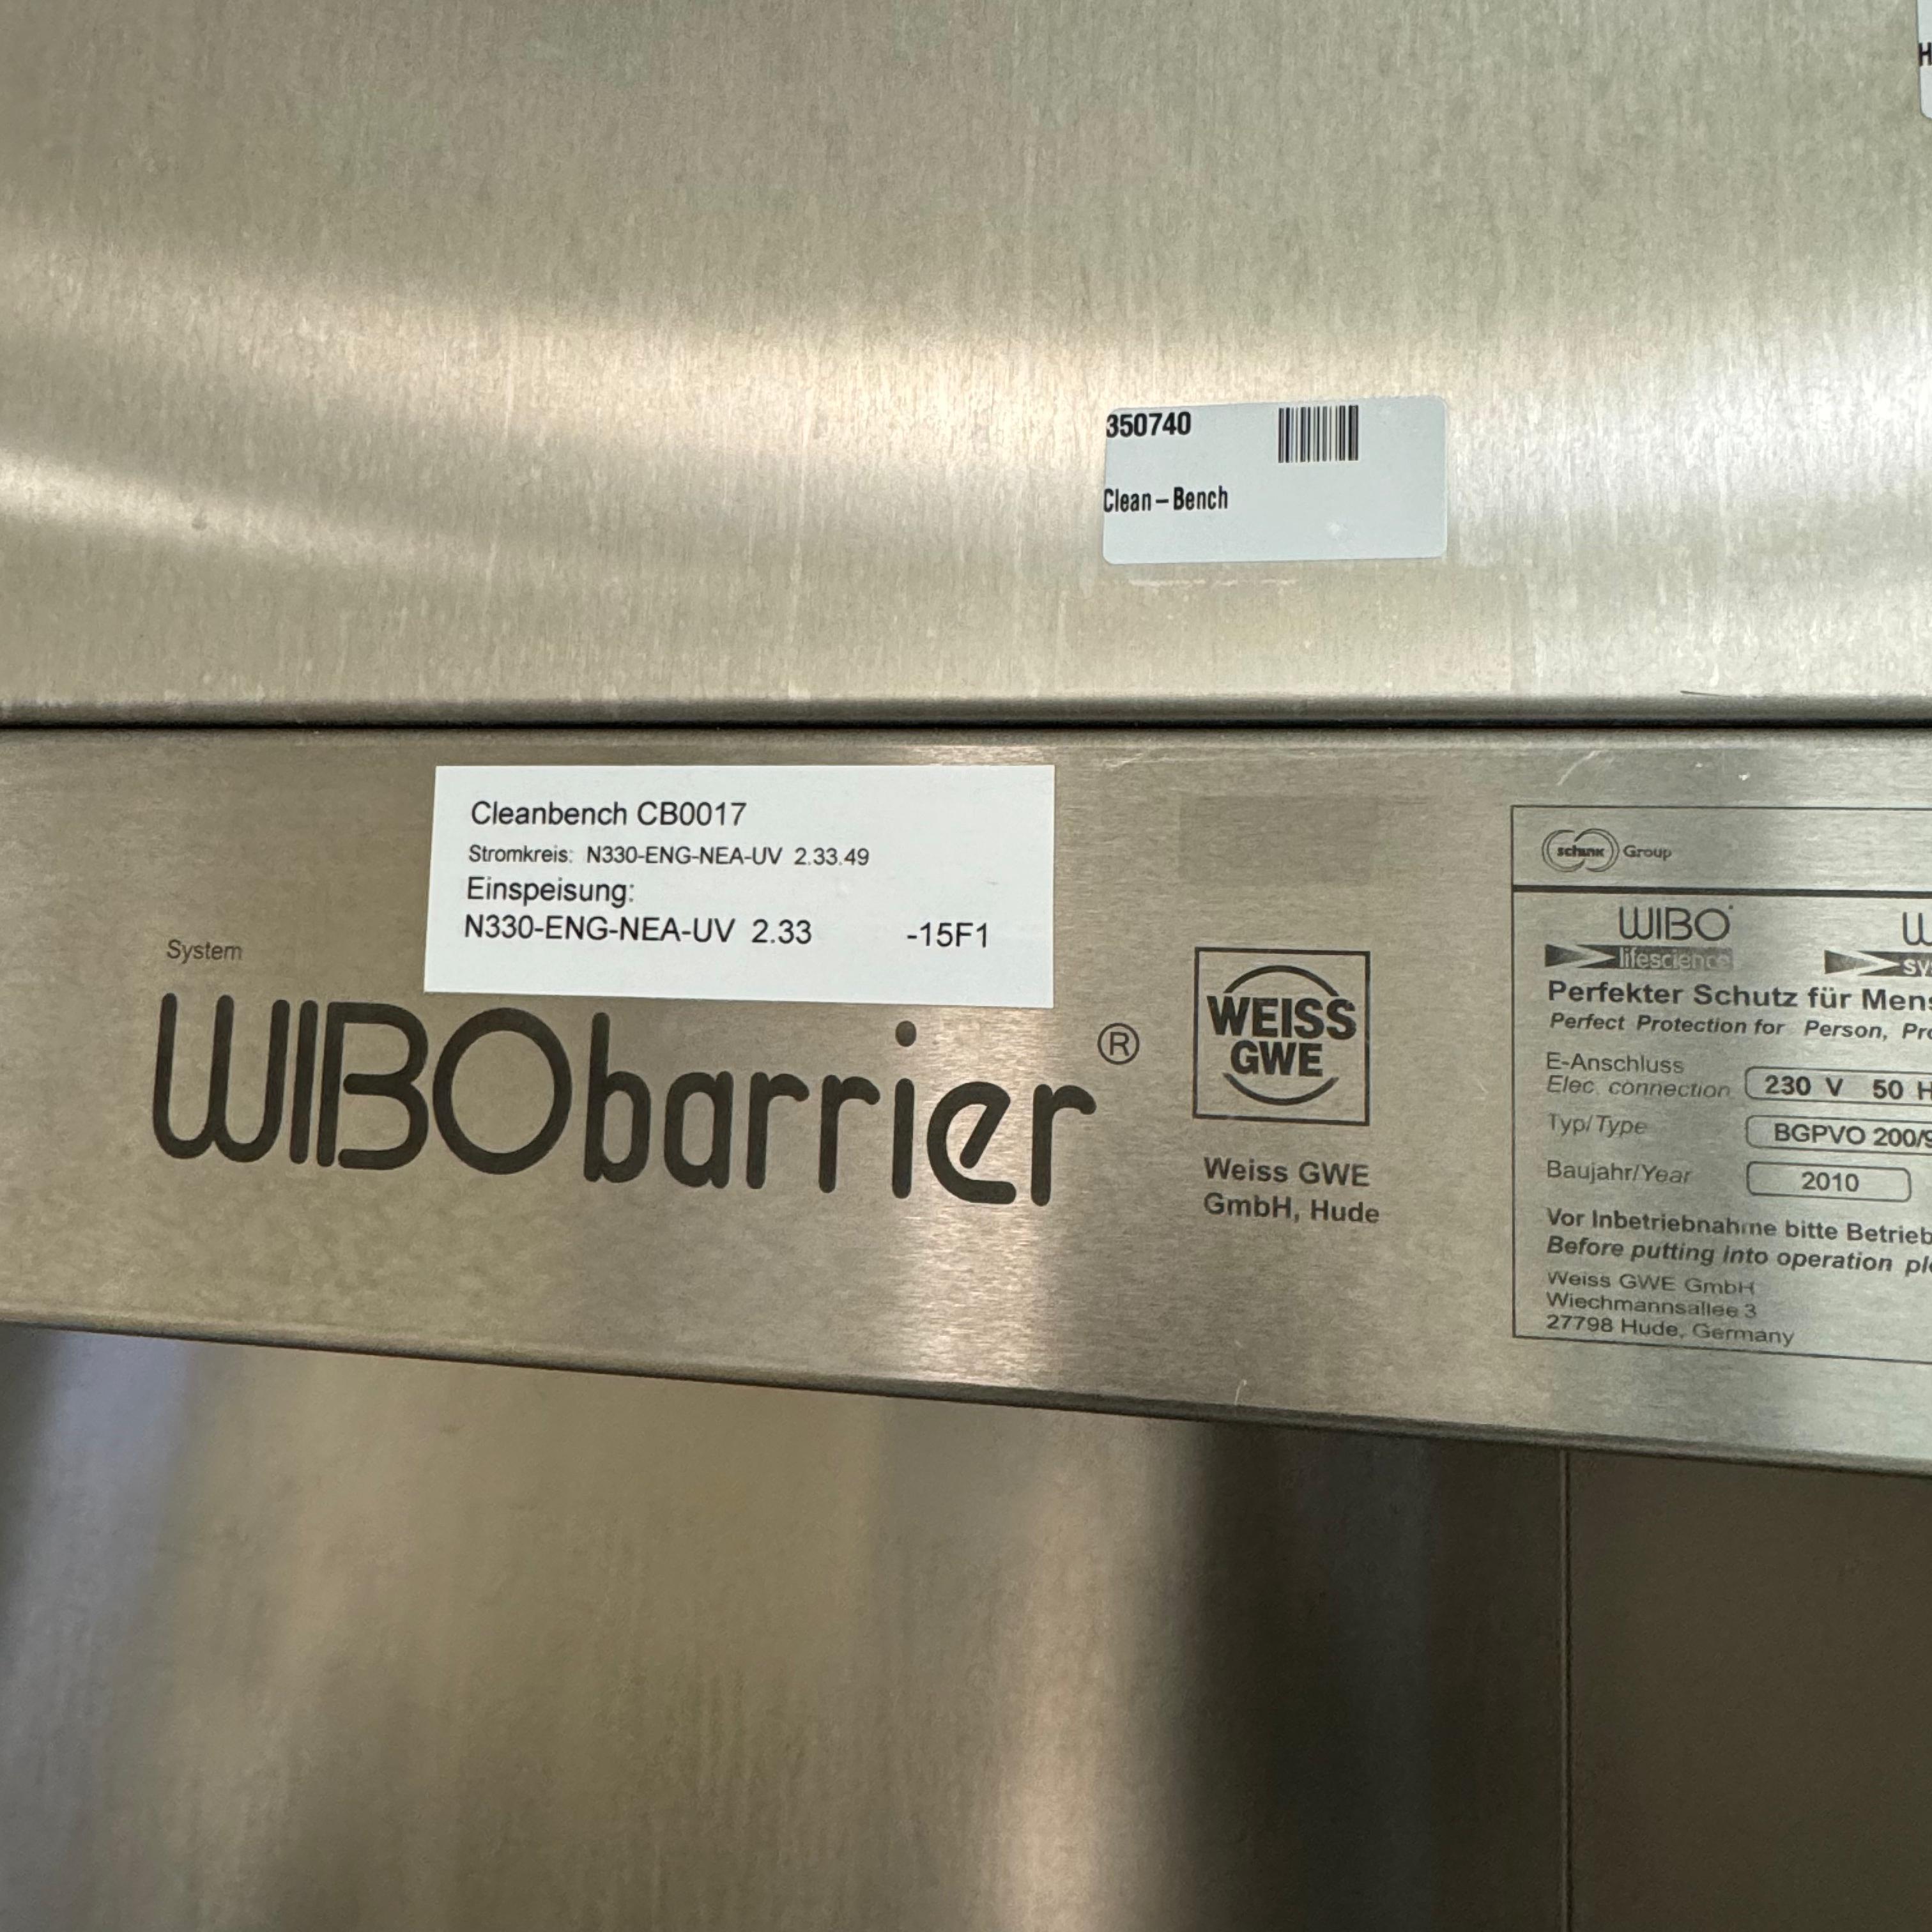 350740
Clean-Bench
Cleanbench CB0017
Stromkreis: N330-ENG-NEA-UV 2.33.49
Einspeisung:
N330-ENG-NEA-UV 2.33 -15F1
System
WIBObarrier®
WEISS
GWE
Weiss GWE
GmbH, Hude
schenk Group
WIBO
lifescience
Perfekter Schutz für
Perfect Protection for Person,
E-Anschluss
Elec. connection 230 V 50
Typ/Type BGPVO
Baujahr/Year 2010
Vor Inbetriebnahme bitte
Before putting into operation
Weiss GWE GmbH
Wiechmannsallee 3
27798 Hude, Germany